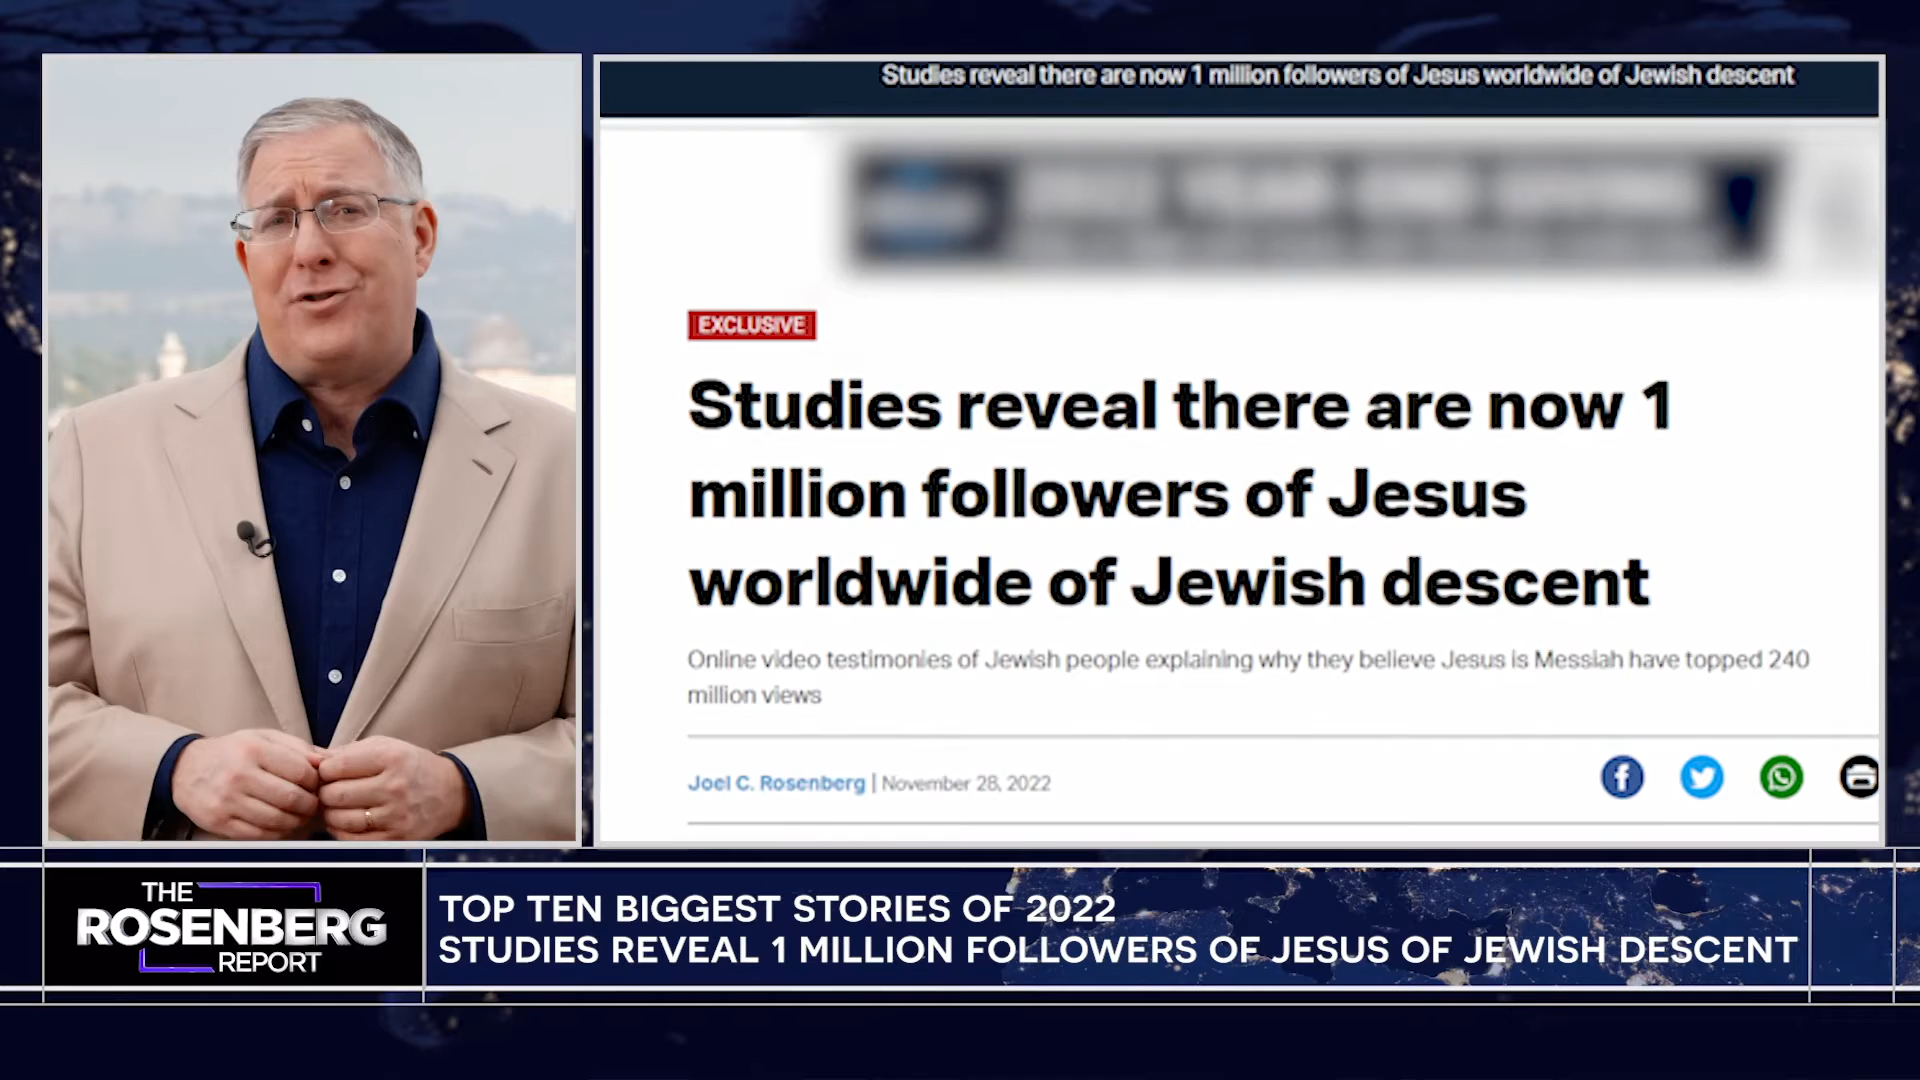 Studies reveal there are now 1 million followers of Jesus worldwide of Jewish descent
EXCLUSIVE
Studies reveal there are now 1
million followers of Jesus
worldwide of Jewish descent
Online video testimonies of Jewish people explaining why they believe Jesus is Messiah have topped 240
million views
Joel C. Rosenberg | November 28, 2022
THE
ROSENBERG
REPORT
TOP TEN BIGGEST STORIES OF 2022
STUDIES REVEAL 1 MILLION FOLLOWERS OF JESUS OF JEWISH DESCENT